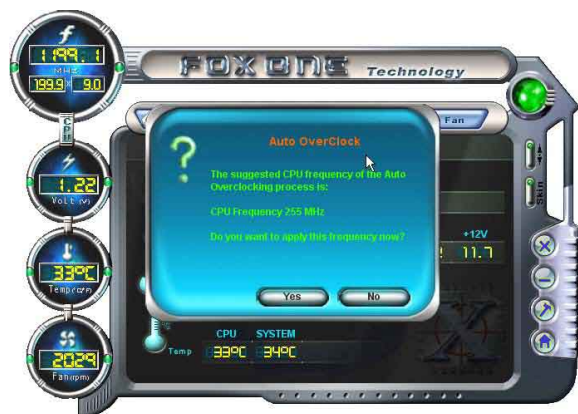 1199.1
MHz
199.9 × 9.0
CPU
1.22
Volt (V)
33°C
Temp (C/F)
2029
Fan (rpm)
FOX ONE Technology
Fan
Auto OverClock
The suggested CPU frequency of the Auto
Overclocking process is:
CPU Frequency 255 MHz
Do you want to apply this frequency now?
Yes No
+12V
11.7
CPU SYSTEM
Temp 33°C 34°C
Skin